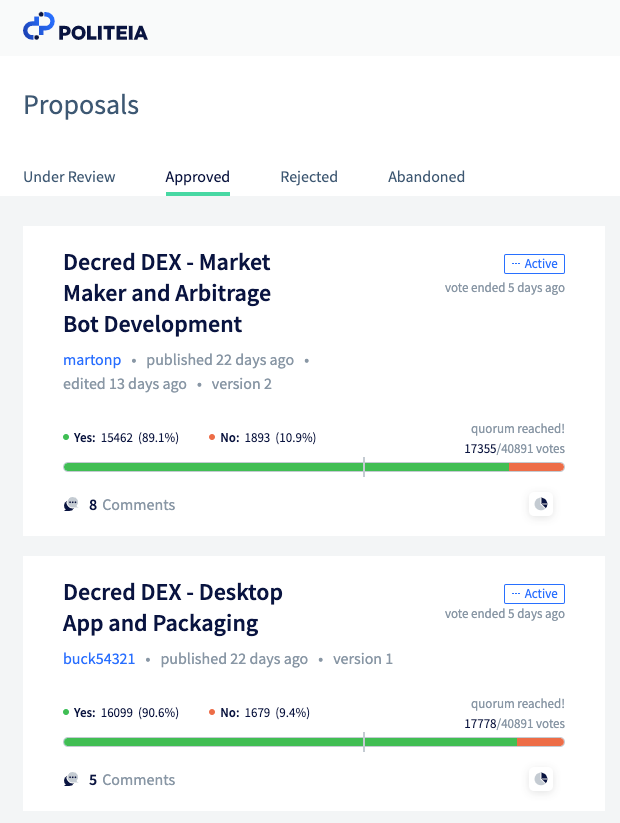 POLITEIA
Proposals
Under Review Approved Rejected Abandoned
Decred DEX - Market
Maker and Arbitrage
Bot Development
··· Active
vote ended 5 days ago
martonp • published 22 days ago •
edited 13 days ago • version 2
Yes: 15462 (89.1%) No: 1893 (10.9%)
quorum reached!
17355/40891 votes
8 Comments
Decred DEX - Desktop
App and Packaging
··· Active
vote ended 5 days ago
buck54321 • published 22 days ago • version 1
Yes: 16099 (90.6%) No: 1679 (9.4%)
quorum reached!
17778/40891 votes
5 Comments